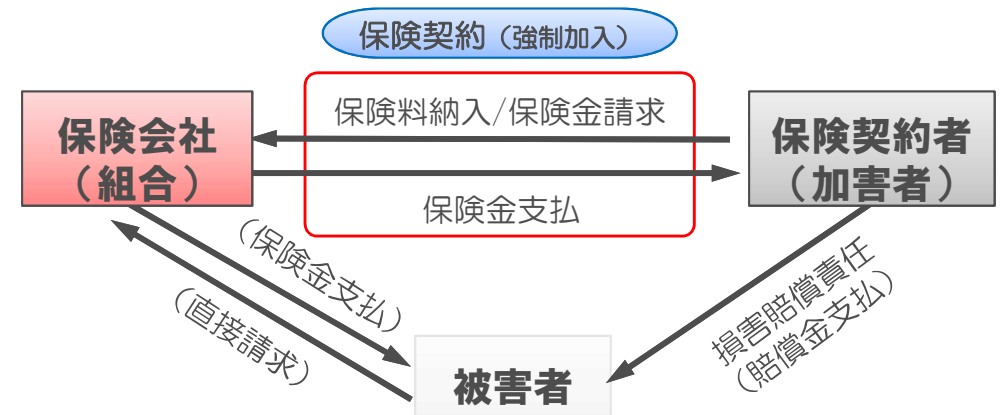 保険契約（強制加入）
保険料納入/保険金請求
保険会社
（組合）
保険契約者
（加害者）
保険金支払
（保険金支払）
（直接請求）
損害賠償責任
（賠償金支払）
被害者